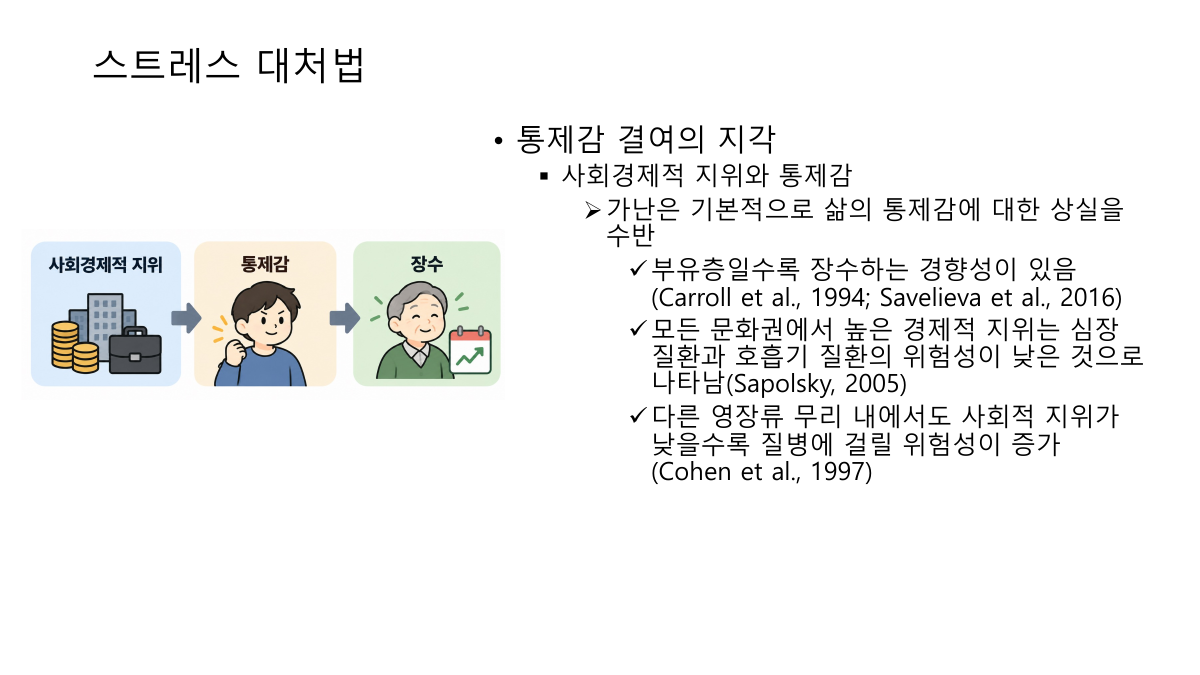 스트레스 대처법
• 통제감 결여의 지각
▪ 사회경제적 지위와 통제감
➢ 가난은 기본적으로 삶의 통제감에 대한 상실을
수반
✓ 부유층일수록 장수하는 경향성이 있음
(Carroll et al., 1994; Savelieva et al., 2016)
✓ 모든 문화권에서 높은 경제적 지위는 심장
질환과 호흡기 질환의 위험성이 낮은 것으로
나타남(Sapolsky, 2005)
✓ 다른 영장류 무리 내에서도 사회적 지위가
낮을수록 질병에 걸릴 위험성이 증가
(Cohen et al., 1997)
사회경제적 지위
통제감
장수